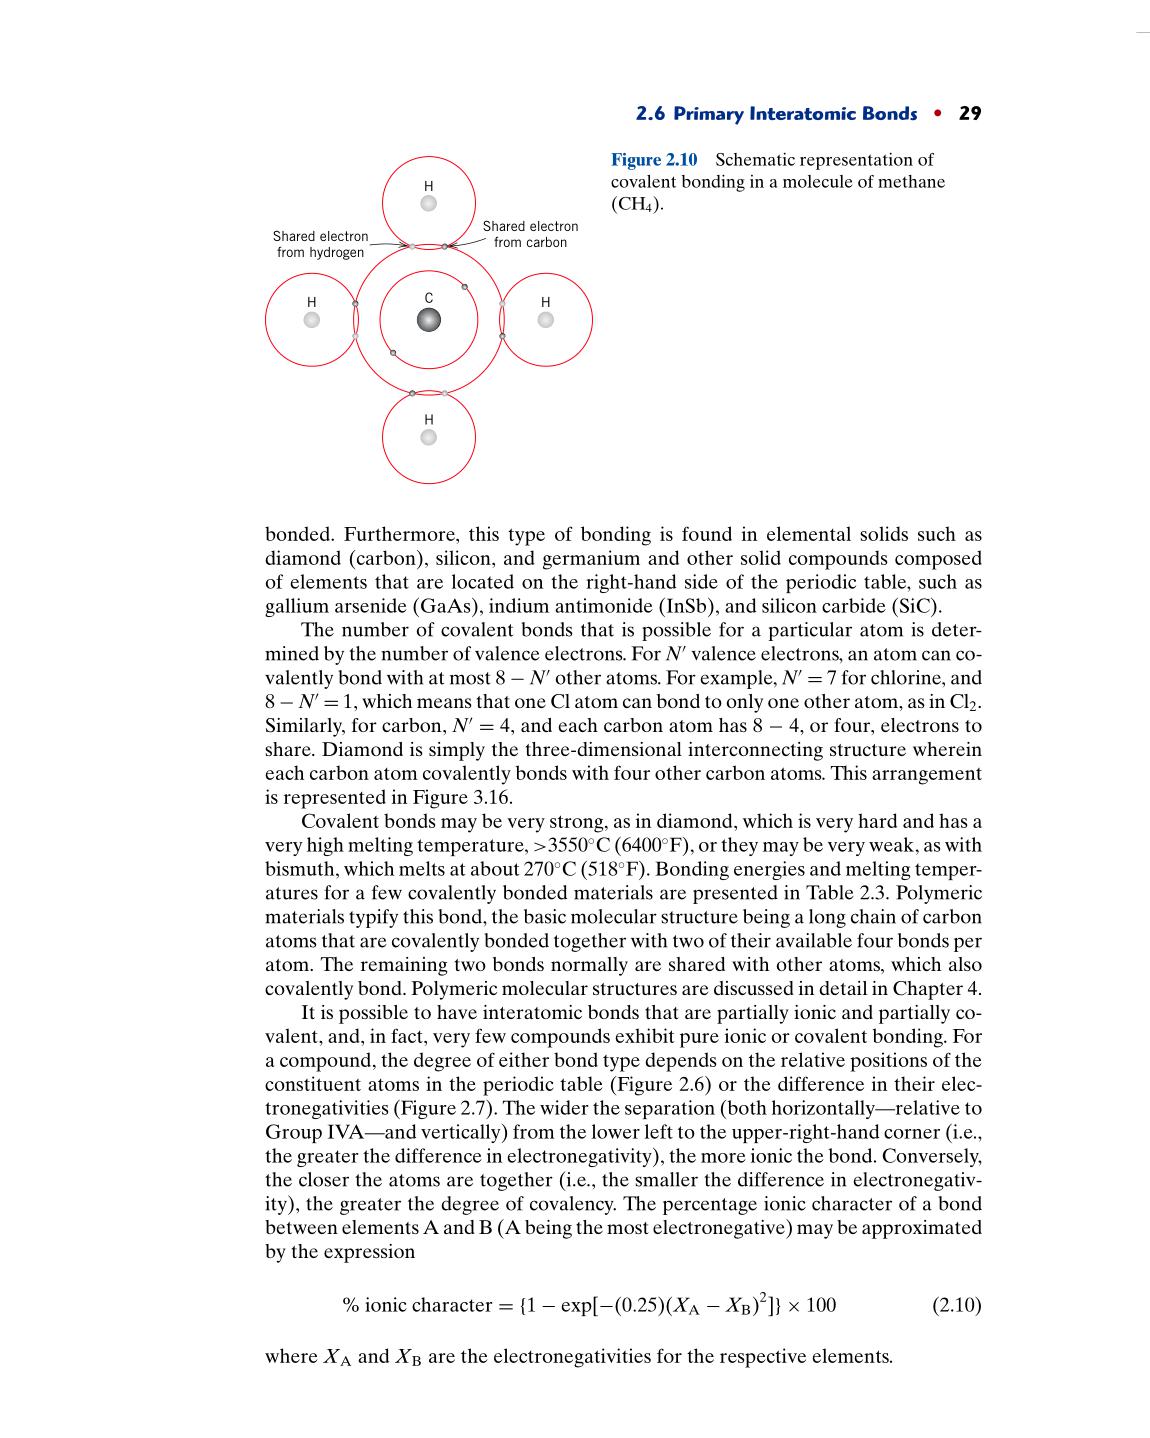 2.6 Primary Interatomic Bonds • 29
Figure 2.10 Schematic representation of
covalent bonding in a molecule of methane
(CH₄).
H
Shared electron
from hydrogen
Shared electron
from carbon
H
C
H
H
bonded. Furthermore, this type of bonding is found in elemental solids such as
diamond (carbon), silicon, and germanium and other solid compounds composed
of elements that are located on the right-hand side of the periodic table, such as
gallium arsenide (GaAs), indium antimonide (InSb), and silicon carbide (SiC).
The number of covalent bonds that is possible for a particular atom is deter-
mined by the number of valence electrons. For N′ valence electrons, an atom can co-
valently bond with at most 8 – N′ other atoms. For example, N′ = 7 for chlorine, and
8 – N′ = 1, which means that one Cl atom can bond to only one other atom, as in Cl₂.
Similarly, for carbon, N′ = 4, and each carbon atom has 8 – 4, or four, electrons to
share. Diamond is simply the three-dimensional interconnecting structure wherein
each carbon atom covalently bonds with four other carbon atoms. This arrangement
is represented in Figure 3.16.
Covalent bonds may be very strong, as in diamond, which is very hard and has a
very high melting temperature, >3550°C (6400°F), or they may be very weak, as with
bismuth, which melts at about 270°C (518°F). Bonding energies and melting temper-
atures for a few covalently bonded materials are presented in Table 2.3. Polymeric
materials typify this bond, the basic molecular structure being a long chain of carbon
atoms that are covalently bonded together with two of their available four bonds per
atom. The remaining two bonds normally are shared with other atoms, which also
covalently bond. Polymeric molecular structures are discussed in detail in Chapter 4.
It is possible to have interatomic bonds that are partially ionic and partially co-
valent, and, in fact, very few compounds exhibit pure ionic or covalent bonding. For
a compound, the degree of either bond type depends on the relative positions of the
constituent atoms in the periodic table (Figure 2.6) or the difference in their elec-
tronegativities (Figure 2.7). The wider the separation (both horizontally—relative to
Group IVA—and vertically) from the lower left to the upper-right-hand corner (i.e.,
the greater the difference in electronegativity), the more ionic the bond. Conversely,
the closer the atoms are together (i.e., the smaller the difference in electronegativ-
ity), the greater the degree of covalency. The percentage ionic character of a bond
between elements A and B (A being the most electronegative) may be approximated
by the expression
% ionic character = {1 – exp[–(0.25)(X_A – X_B)²]} × 100 (2.10)
where X_A and X_B are the electronegativities for the respective elements.